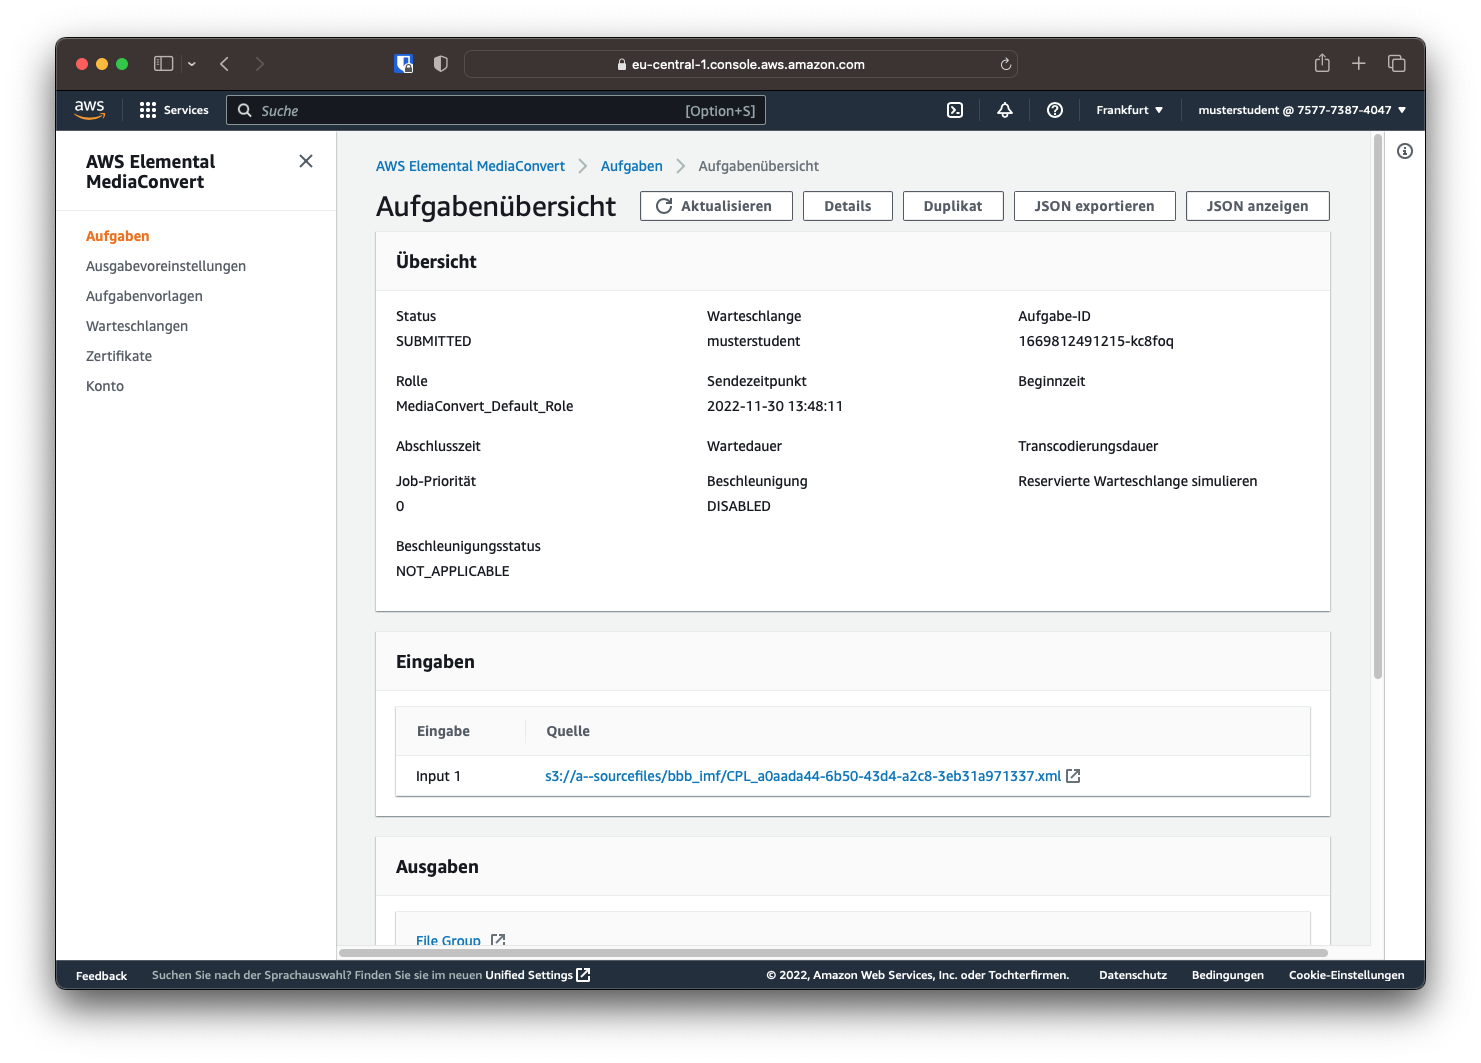 eu-central-1.console.aws.amazon.com
aws
Services
Suche
[Option+S]
Frankfurt
musterstudent @ 7577-7387-4047
AWS Elemental
MediaConvert
Aufgaben
Ausgabevoreinstellungen
Aufgabenvorlagen
Warteschlangen
Zertifikate
Konto
AWS Elemental MediaConvert
Aufgaben
Aufgabenübersicht
Aufgabenübersicht
Aktualisieren
Details
Duplikat
JSON exportieren
JSON anzeigen
Übersicht
Status
SUBMITTED
Warteschlange
musterstudent
Aufgabe-ID
1669812491215-kc8foq
Rolle
MediaConvert_Default_Role
Sendezeitpunkt
2022-11-30 13:48:11
Beginnzeit
Abschlusszeit
Wartedauer
Transcodierungsdauer
Job-Priorität
0
Beschleunigung
DISABLED
Reservierte Warteschlange simulieren
Beschleunigungsstatus
NOT_APPLICABLE
Eingaben
Eingabe
Quelle
Input 1
s3://a--sourcefiles/bbb_imf/CPL_a0aada44-6b50-43d4-a2c8-3eb31a971337.xml
Ausgaben
File Group
Feedback
Suchen Sie nach der Sprachauswahl? Finden Sie sie im neuen Unified Settings
© 2022, Amazon Web Services, Inc. oder Tochterfirmen.
Datenschutz
Bedingungen
Cookie-Einstellungen